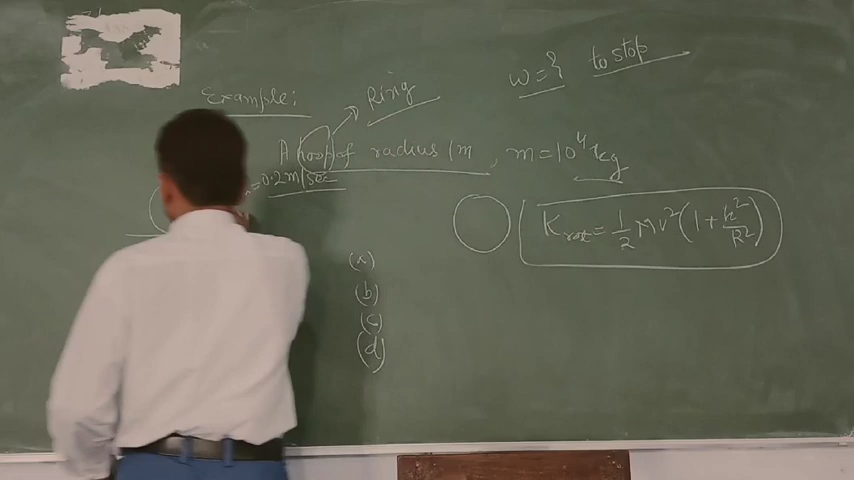 Example:
Ring
w = ? to stop
A hoop of radius 1m, m = 10⁴ kg
= 0.2 m/sec
K_rot = 1/2 MV² (1 + k²/R²)
(a)
(b)
(c)
(d)